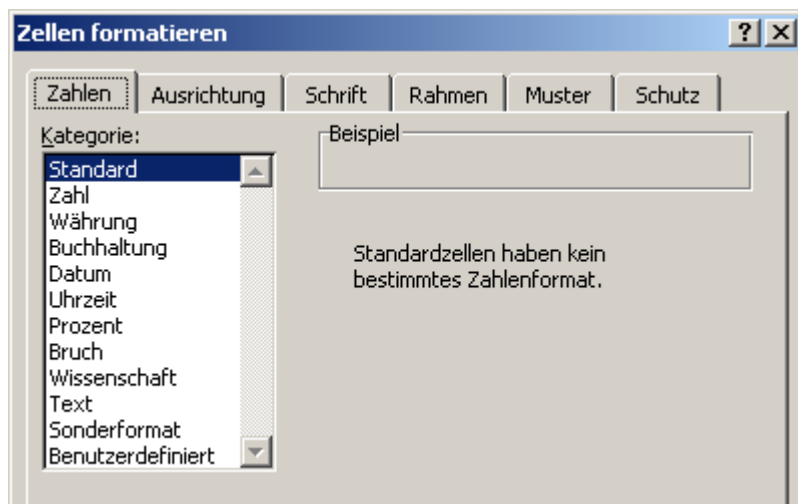 Zellen formatieren
Zahlen Ausrichtung Schrift Rahmen Muster Schutz
Kategorie:
Standard
Zahl
Währung
Buchhaltung
Datum
Uhrzeit
Prozent
Bruch
Wissenschaft
Text
Sonderformat
Benutzerdefiniert
Beispiel
Standardzellen haben kein
bestimmtes Zahlenformat.